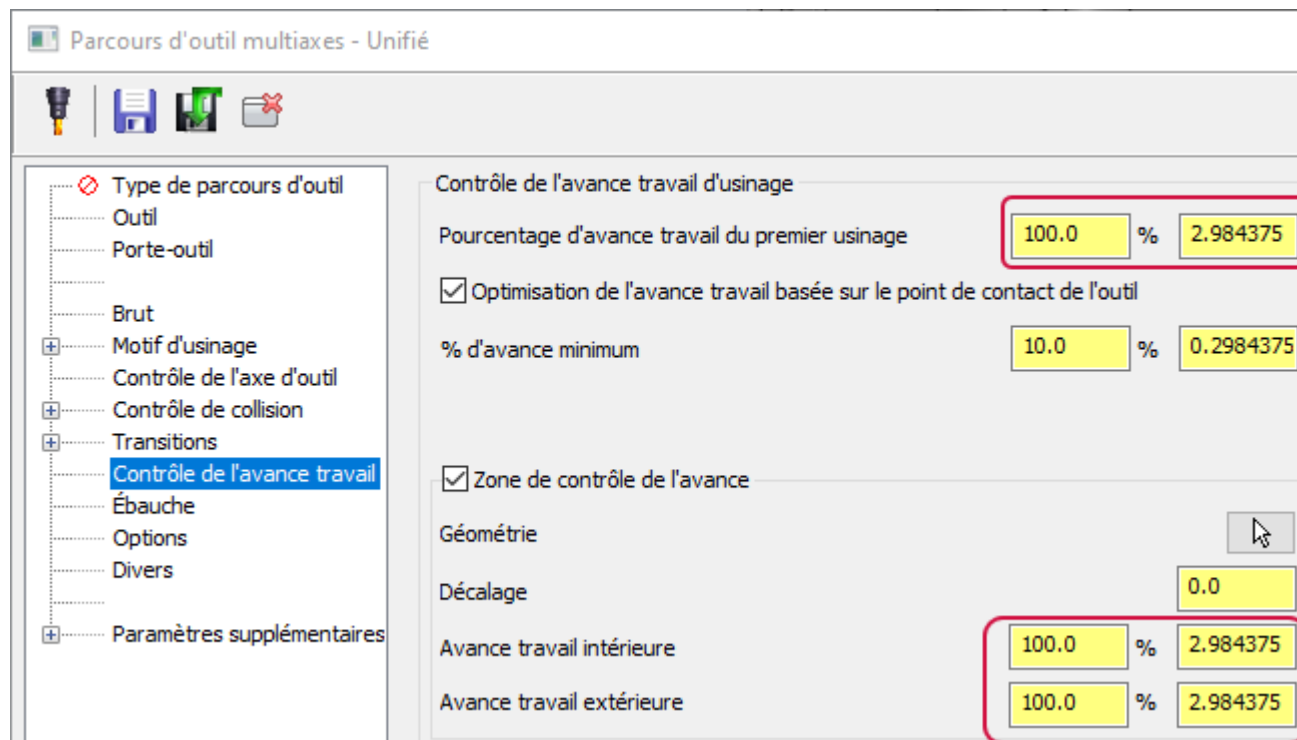 Parcours d'outil multiaxes - Unifié
Type de parcours d'outil
Outil
Porte-outil
Brut
Motif d'usinage
Contrôle de l'axe d'outil
Contrôle de collision
Transitions
Contrôle de l'avance travail
Ébauche
Options
Divers
Paramètres supplémentaires
Contrôle de l'avance travail d'usinage
Pourcentage d'avance travail du premier usinage 100.0 % 2.984375
Optimisation de l'avance travail basée sur le point de contact de l'outil
% d'avance minimum 10.0 % 0.2984375
Zone de contrôle de l'avance
Géométrie
Décalage 0.0
Avance travail intérieure 100.0 % 2.984375
Avance travail extérieure 100.0 % 2.984375